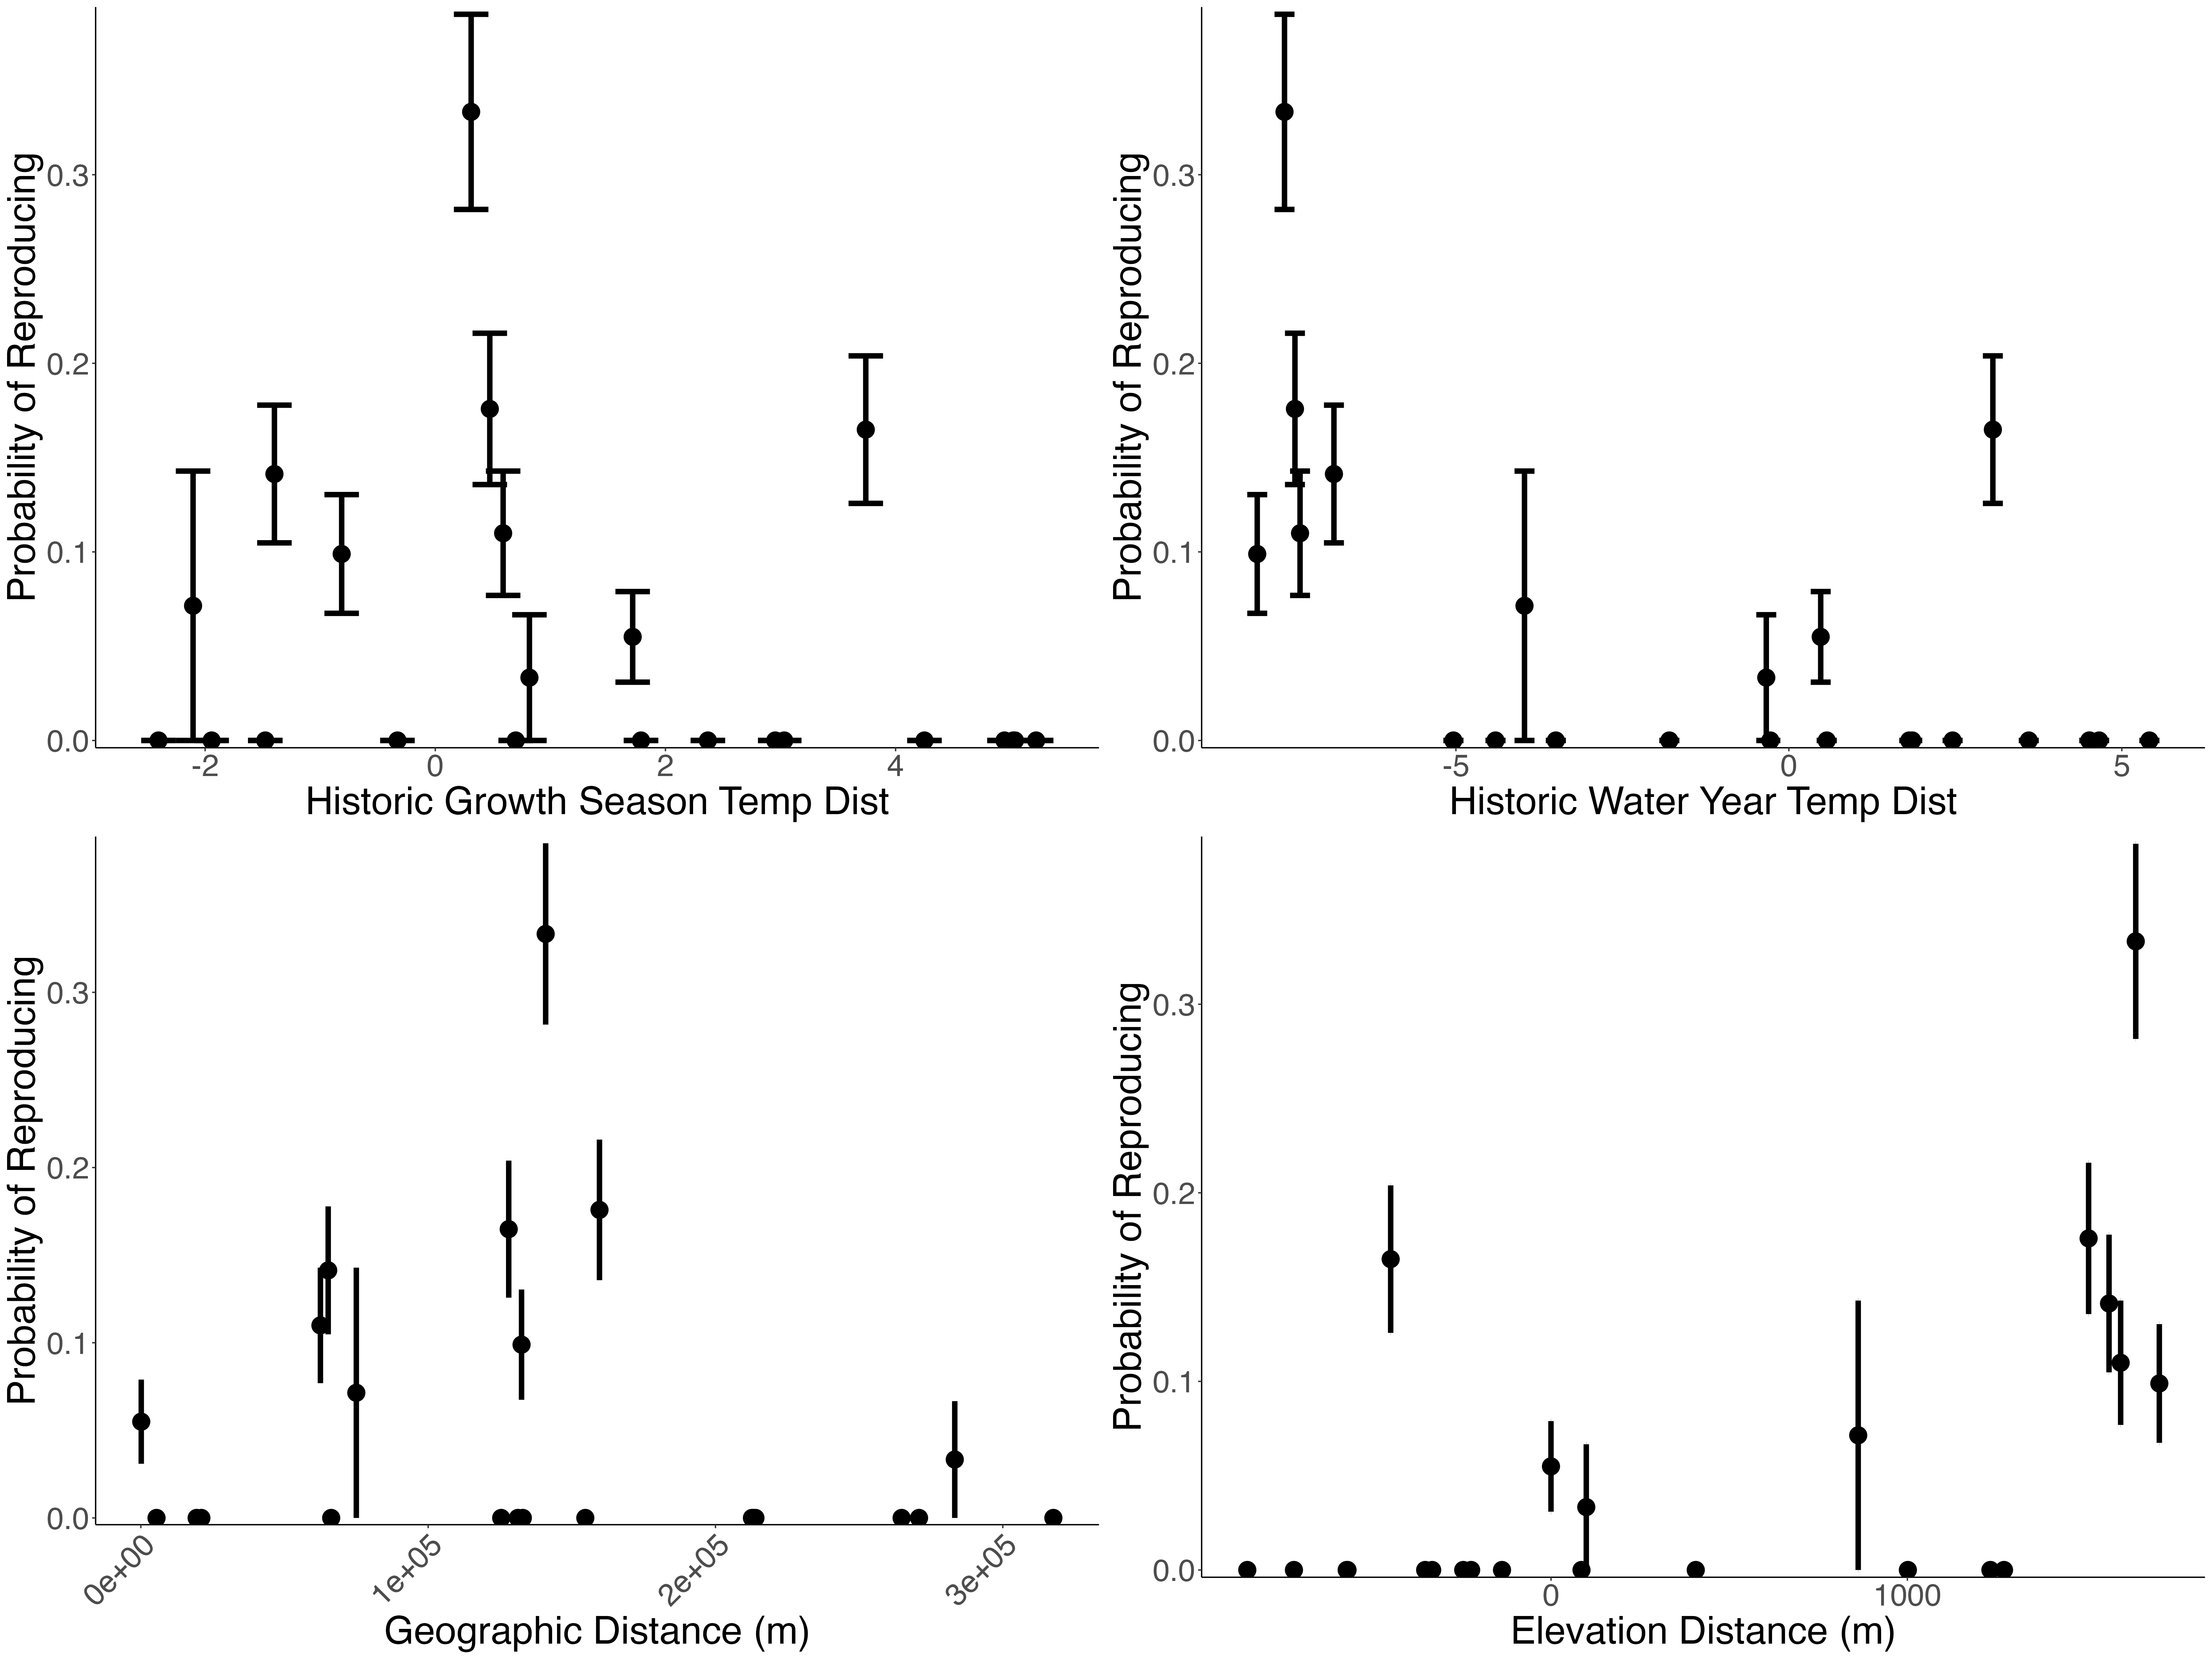 Probability of Reproducing
0.3
0.2
0.1
0.0
-2 0 2 4
Historic Growth Season Temp Dist
Probability of Reproducing
0.3
0.2
0.1
0.0
-5 0 5
Historic Water Year Temp Dist
Probability of Reproducing
0.3
0.2
0.1
0.0
0e+00 1e+05 2e+05 3e+05
Geographic Distance (m)
Probability of Reproducing
0.3
0.2
0.1
0.0
0 1000
Elevation Distance (m)